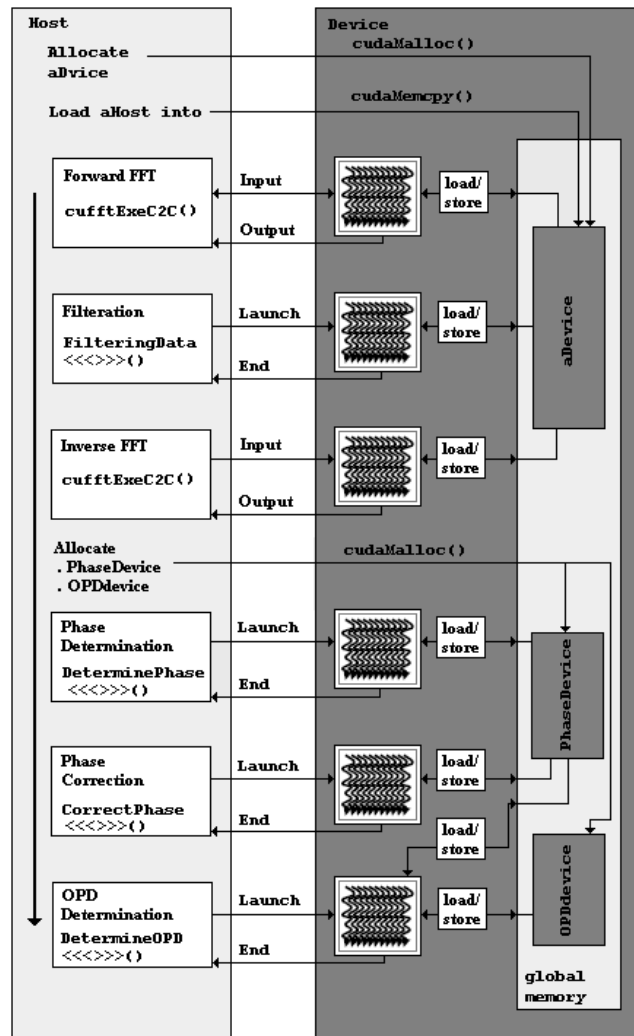 Host
Device
Allocate
aDvice
cudaMalloc()
Load aHost into
cudaMemcpy()
Forward FFT
cufftExeC2C()
Input
Output
load/
store
aDevice
Filteration
FilteringData
<<<>>>()
Launch
End
load/
store
Inverse FFT
cufftExeC2C()
Input
Output
load/
store
Allocate
. PhaseDevice
. OPDdevice
cudaMalloc()
Phase
Determination
DeterminePhase
<<<>>>()
Launch
End
load/
store
PhaseDevice
Phase
Correction
CorrectPhase
<<<>>>()
Launch
End
load/
store
load/
store
OPD
Determination
DetermineOPD
<<<>>>()
Launch
End
load/
store
OPDdevice
global
memory